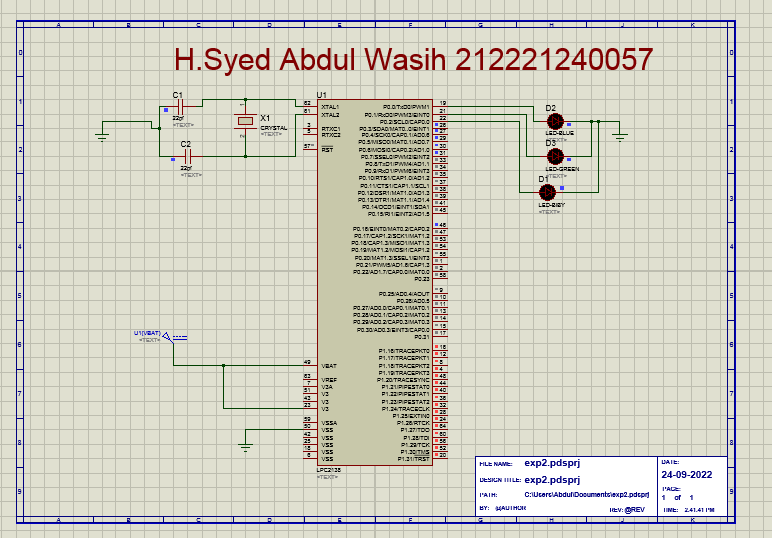 H.Syed Abdul Wasih 212221240057
A B C D E F G H J K
0 1 2 3 4 5 6 7 8 9
C1
22pf
<TEXT>
C2
22pf
<TEXT>
X1
CRYSTAL
<TEXT>
U1
62 XTAL1
61 XTAL2
3 RTXC1
5 RTXC2
57 RST
49 VBAT
63 VREF
7 V3A
51 V3
43 V3
23 V3
59 VSSA
50 VSS
42 VSS
25 VSS
18 VSS
6 VSS
P0.0/TxD0/PWM1 19
P0.1/RxD0/PWM3/EINT0 21
P0.2/SCL0/CAP0.0 22
P0.3/SDA0/MAT0.0/EINT1 26
P0.4/SCK0/CAP0.1/AD0.6 27
P0.5/MISO0/MAT0.1/AD0.7 29
P0.6/MOSI0/CAP0.2/AD1.0 30
P0.7/SSEL0/PWM2/EINT2 31
P0.8/TxD1/PWM4/AD1.1 33
P0.9/RxD1/PWM6/EINT3 34
P0.10/RTS1/CAP1.0/AD1.2 35
P0.11/CTS1/CAP1.1/SCL1 37
P0.12/DSR1/MAT1.0/AD1.3 38
P0.13/DTR1/MAT1.1/AD1.4 39
P0.14/DCD1/EINT1/SDA1 41
P0.15/RI1/EINT2/AD1.5 45
P0.16/EINT0/MAT0.2/CAP0.2 46
P0.17/CAP1.2/SCK1/MAT1.2 47
P0.18/CAP1.3/MISO1/MAT1.3 53
P0.19/MAT1.2/MOSI1/CAP1.2 54
P0.20/MAT1.3/SSEL1/EINT3 55
P0.21/PWM5/AD1.6/CAP1.3 1
P0.22/AD1.7/CAP0.0/MAT0.0 2
P0.23 58
P0.25/AD0.4/AOUT 9
P0.26/AD0.5 10
P0.27/AD0.0/CAP0.1/MAT0.1 11
P0.28/AD0.1/CAP0.2/MAT0.2 13
P0.29/AD0.2/CAP0.3/MAT0.3 14
P0.30/AD0.3/EINT3/CAP0.0 15
P0.31 17
P1.16/TRACEPKT0 16
P1.17/TRACEPKT1 12
P1.18/TRACEPKT2 8
P1.19/TRACEPKT3 4
P1.20/TRACESYNC 48
P1.21/PIPESTAT0 44
P1.22/PIPESTAT1 40
P1.23/PIPESTAT2 36
P1.24/TRACECLK 32
P1.25/EXTIN0 28
P1.26/RTCK 24
P1.27/TDO 64
P1.28/TDI 60
P1.29/TCK 56
P1.30/TMS 52
P1.31/TRST 20
LPC2138
<TEXT>
D2
LED-BLUE
<TEXT>
D3
LED-GREEN
<TEXT>
D1
<TEXT>
U1(VBAT)
<TEXT>
FILE NAME: exp2.pdsprj
DESIGN TITLE: exp2.pdsprj
PATH: C:\Users\Abdul\Documents\exp2.pdsprj
BY: @AUTHOR
REV: @REV
DATE:
24-09-2022
PAGE:
1 of 1
TIME: 2.41.41 PM
A B C D E F G H J K